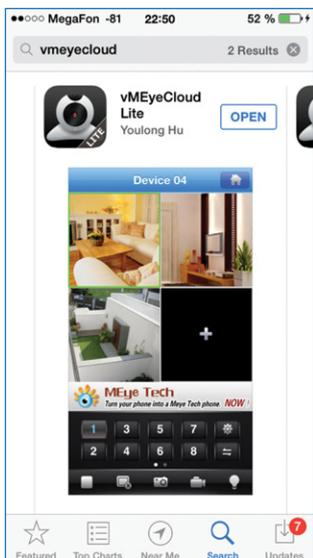 MegaFon -81 22:50 52 %
vmeyecloud 2 Results
vMEyeCloud
Lite
Youlong Hu
OPEN
LITE
Device 04
MEye Tech
Turn your phone into a Meye Tech phone. NOW !
1 3 5 7
2 4 6 8
7
Featured Top Charts Near Me Search Updates